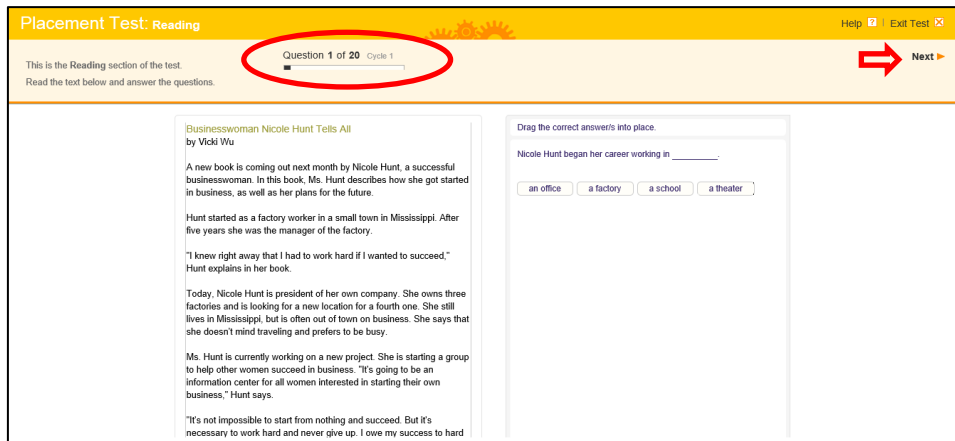 Placement Test: Reading
Help ? | Exit Test
This is the Reading section of the test.
Read the text below and answer the questions.
Question 1 of 20 Cycle 1
Next
Businesswoman Nicole Hunt Tells All
by Vicki Wu
A new book is coming out next month by Nicole Hunt, a successful
businesswoman. In this book, Ms. Hunt describes how she got started
in business, as well as her plans for the future.
Hunt started as a factory worker in a small town in Mississippi. After
five years she was the manager of the factory.
"I knew right away that I had to work hard if I wanted to succeed,"
Hunt explains in her book.
Today, Nicole Hunt is president of her own company. She owns three
factories and is looking for a new location for a fourth one. She still
lives in Mississippi, but is often out of town on business. She says that
she doesn't mind traveling and prefers to be busy.
Ms. Hunt is currently working on a new project. She is starting a group
to help other women succeed in business. "It's going to be an
information center for all women interested in starting their own
business," Hunt says.
"It's not impossible to start from nothing and succeed. But it's
necessary to work hard and never give up. I owe my success to hard
Drag the correct answer/s into place.
Nicole Hunt began her career working in __________.
an office
a factory
a school
a theater